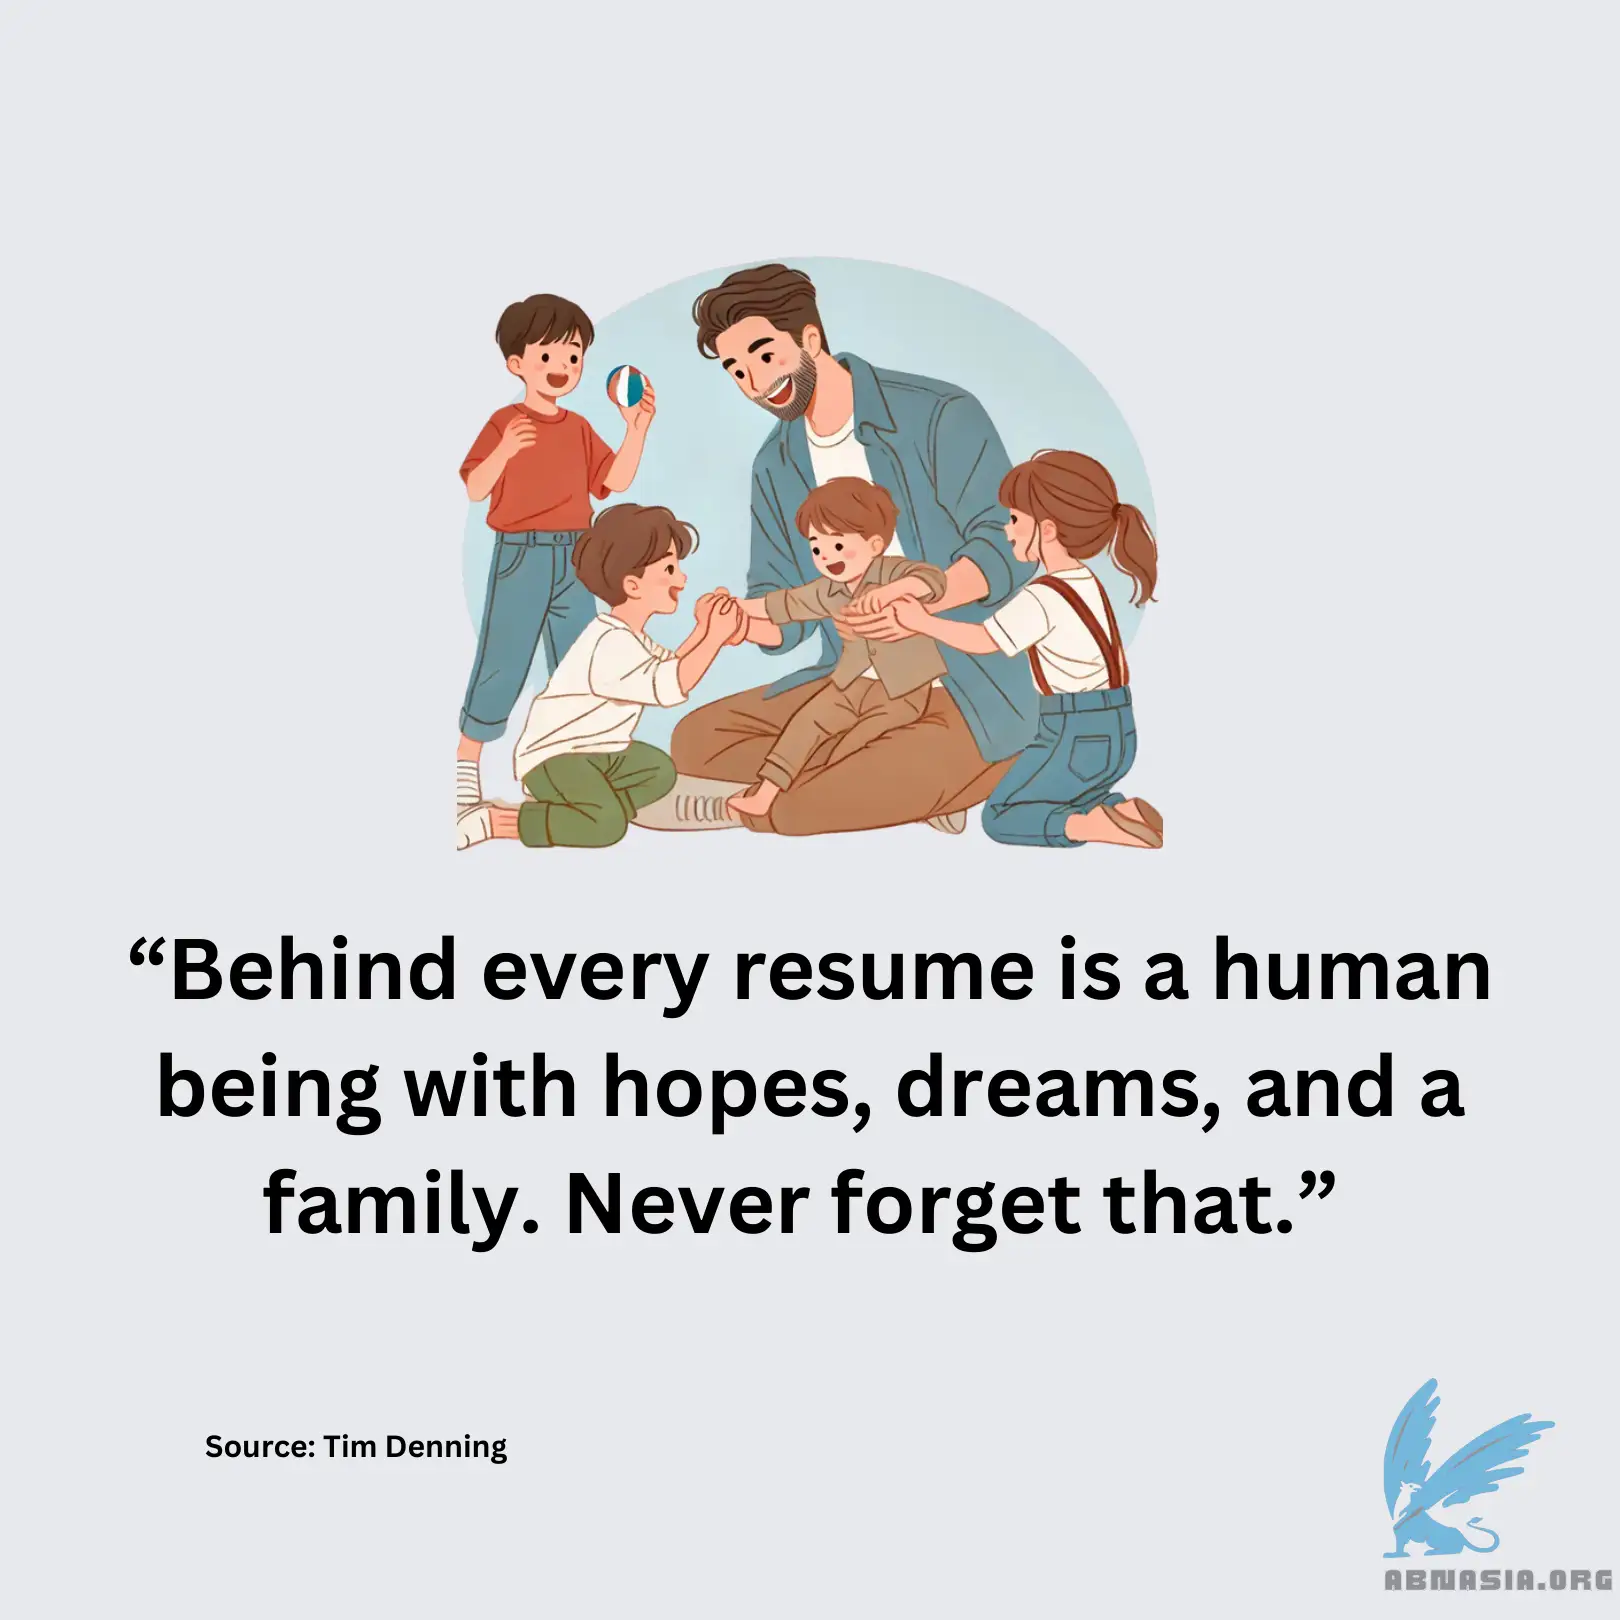 “Behind every resume is a human
being with hopes, dreams, and a
family. Never forget that.”
Source: Tim Denning
ABNASIA.ORG